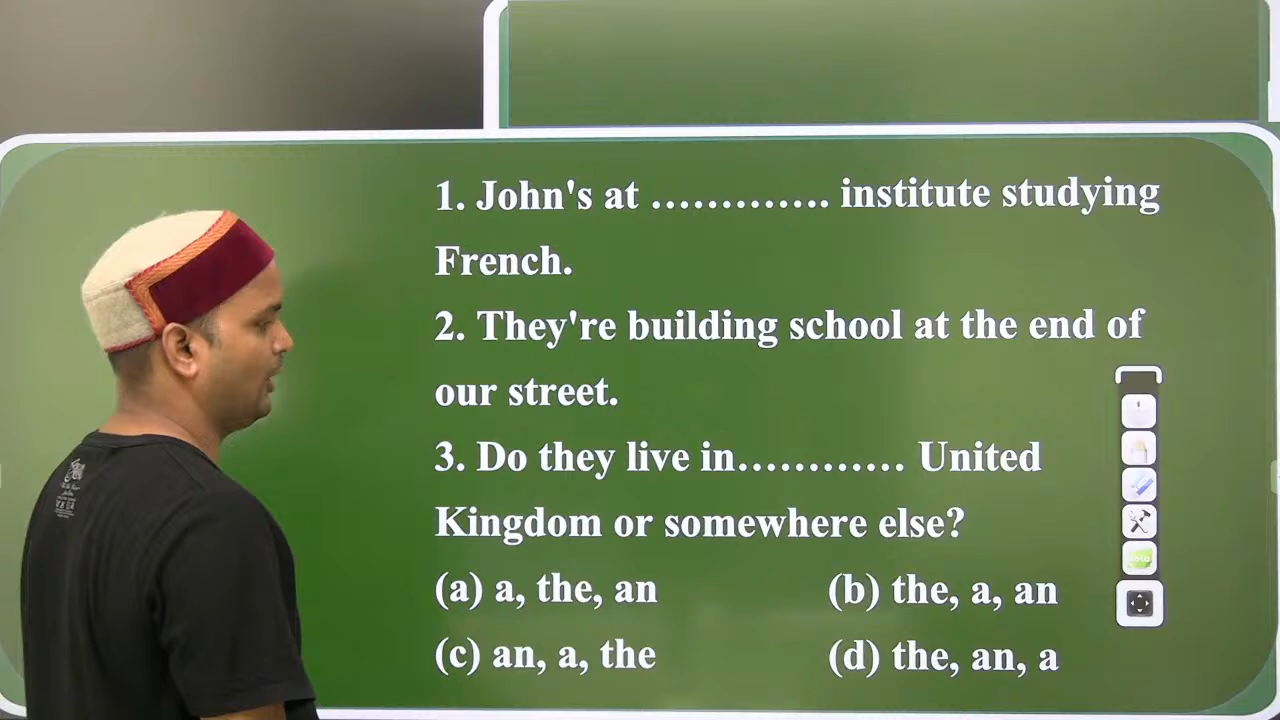 1. John's at …………. institute studying
French.
2. They're building school at the end of
our street.
3. Do they live in………… United
Kingdom or somewhere else?
(a) a, the, an (b) the, a, an
(c) an, a, the (d) the, an, a